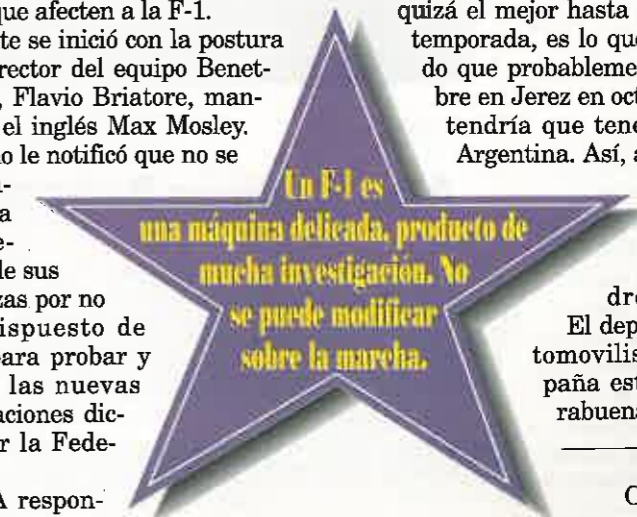 que afecten a la F-1.
te se inició con la postura
rector del equipo Benet-
, Flavio Briatore, man-
el inglés Max Mosley.
o le notificó que no se
a
le sus
zas por no
ispuesto de
ara probar y
las nuevas
aciones dic-
r la Fede-
A respon-
Un F-1 es
una máquina delicada, producto de
mucha investigación. No
se puede modificar
sobre la marcha.
quizá el mejor hasta
temporada, es lo que
do que probableme
bre en Jerez en oct
tendría que tene
Argentina. Así, a
dre
El dep
tomovilis
paña est
rabuena
C